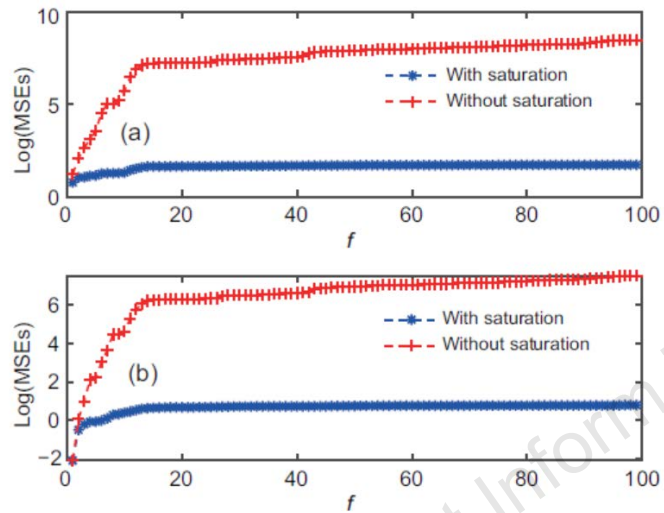 10
5
0
Log(MSEs)
With saturation
Without saturation
(a)
0 20 40 60 80 100
f
6
4
2
0
−2
Log(MSEs)
With saturation
Without saturation
(b)
0 20 40 60 80 100
f
t Inform